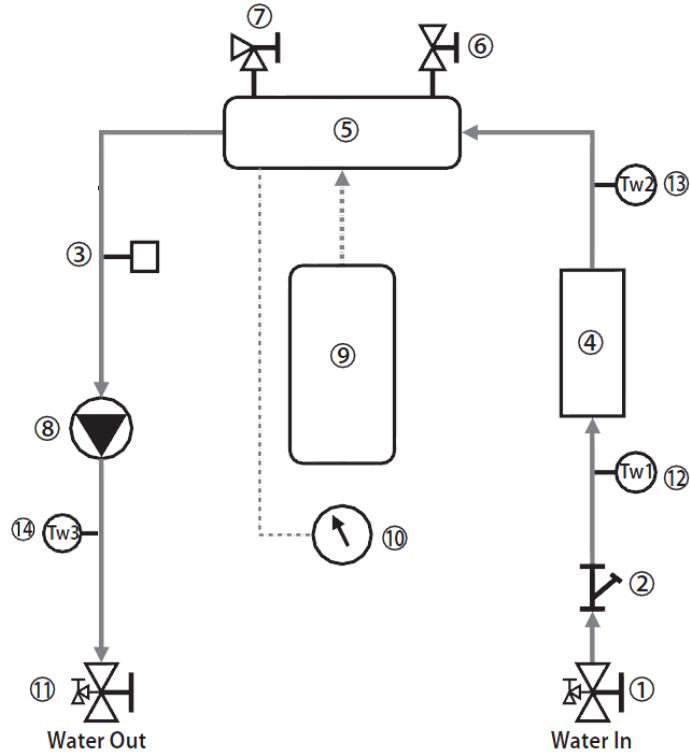 ⑦
⑥
⑤
Tw2 ⑬
③
④
⑨
⑧
Tw1 ⑫
⑭ Tw3
⑩
②
⑪
①
Water Out
Water In